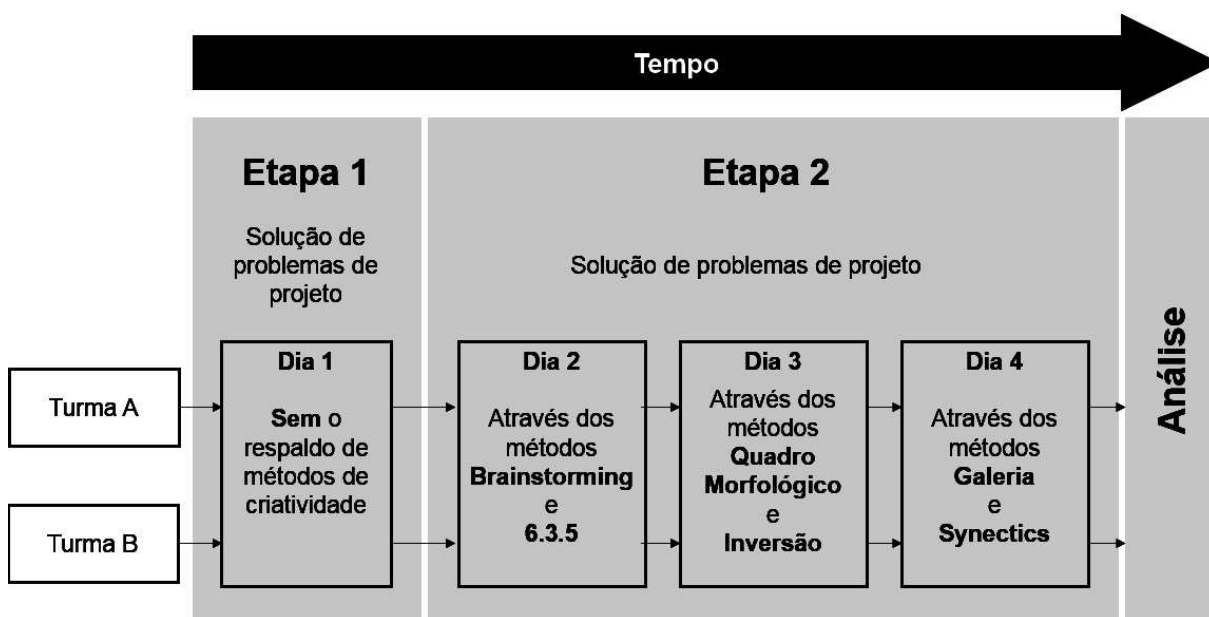 Tempo
Etapa 1
Solução de
problemas de
projeto
Etapa 2
Solução de problemas de projeto
Turma A
Turma B
Dia 1
Sem o
respaldo de
métodos de
criatividade
Dia 2
Através dos
métodos
Brainstorming
e
6.3.5
Dia 3
Através dos
métodos
Quadro
Morfológico
e
Inversão
Dia 4
Através dos
métodos
Galeria
e
Synectics
Análise